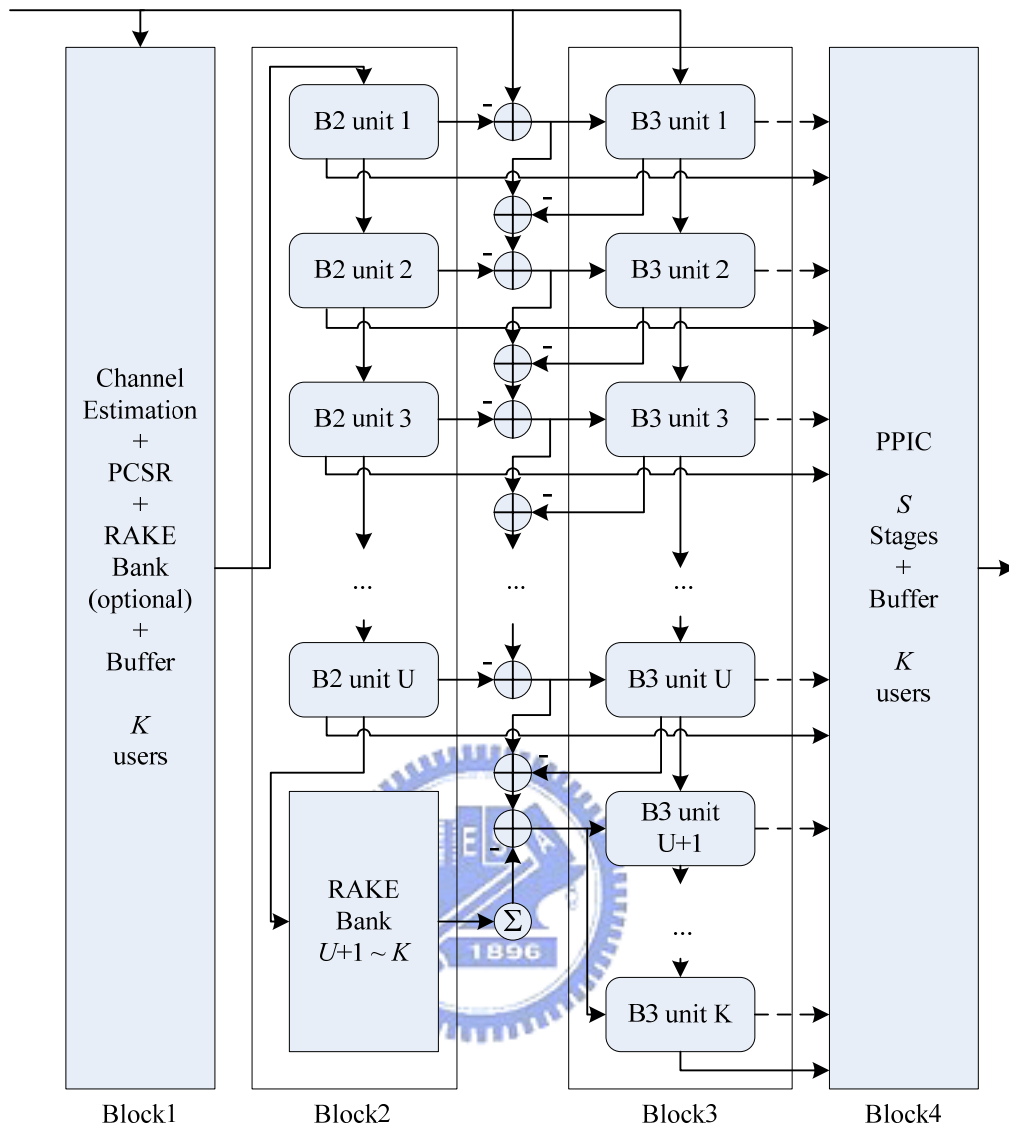 B2 unit 1
-
B3 unit 1
-
B2 unit 2
-
B3 unit 2
-
B2 unit 3
-
B3 unit 3
-
Channel
Estimation
+
PCSR
+
RAKE
Bank
(optional)
+
Buffer
K
users
PPIC
S
Stages
+
Buffer
K
users
...
...
...
B2 unit U
-
B3 unit U
-
B3 unit
U+1
-
RAKE
Bank
U+1 ~ K
Σ
1896
...
B3 unit K
Block1
Block2
Block3
Block4